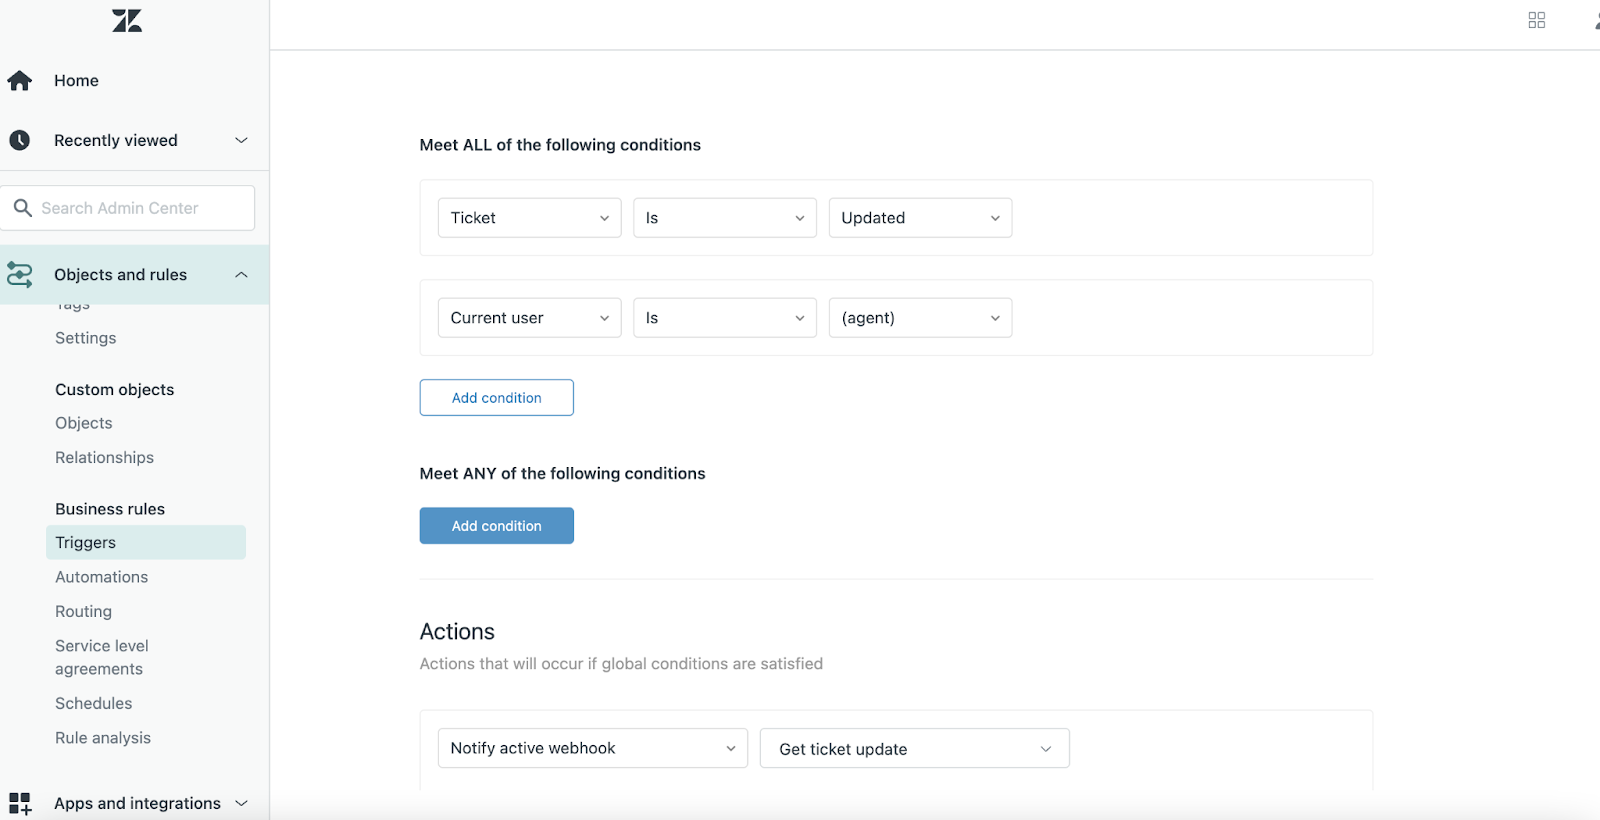 Home
Recently viewed
Search Admin Center
Objects and rules
Tags
Settings
Custom objects
Objects
Relationships
Business rules
Triggers
Automations
Routing
Service level
agreements
Schedules
Rule analysis
Apps and integrations
Meet ALL of the following conditions
Ticket Is Updated
Current user Is (agent)
Add condition
Meet ANY of the following conditions
Add condition
Actions
Actions that will occur if global conditions are satisfied
Notify active webhook Get ticket update